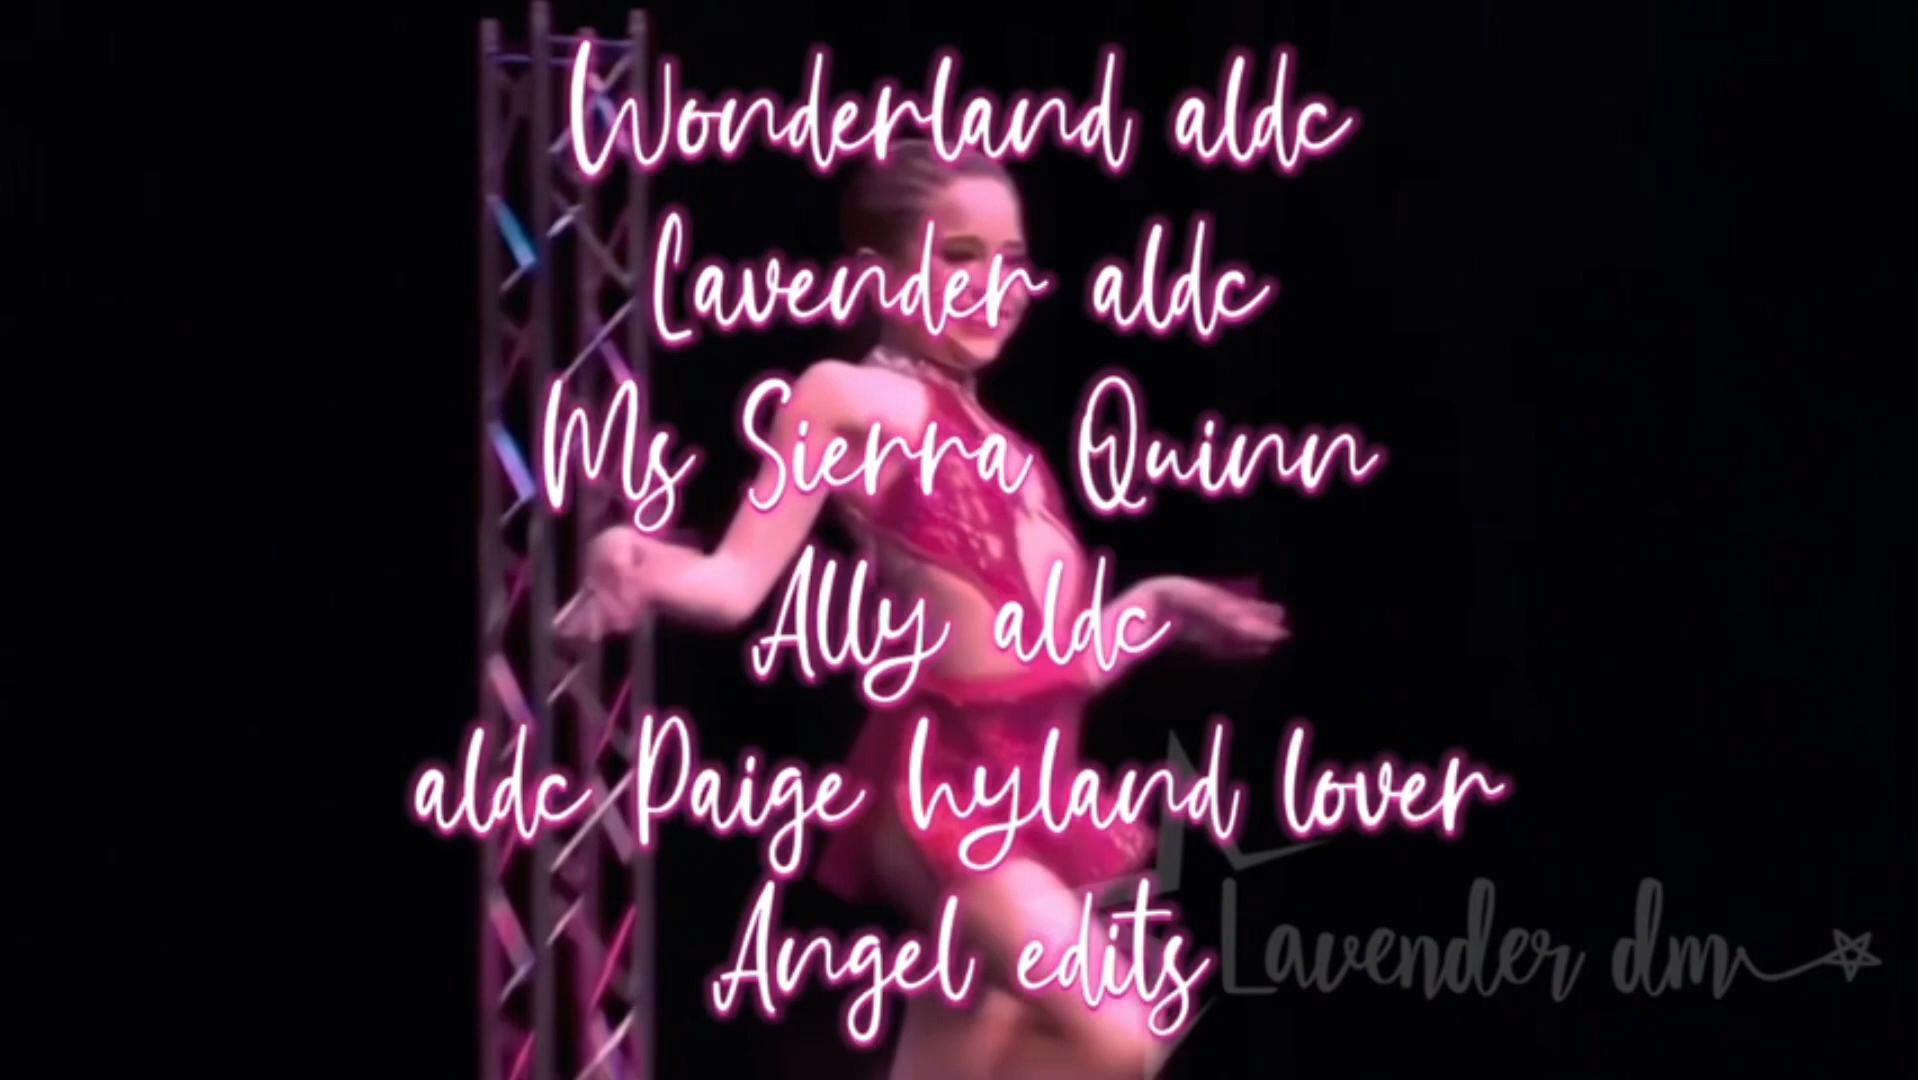 Wonderland aldc
Lavender aldc
Ms Sierra Quinn
Ally aldc
aldc Paige hyland lover
Angel edits
Lavender dm